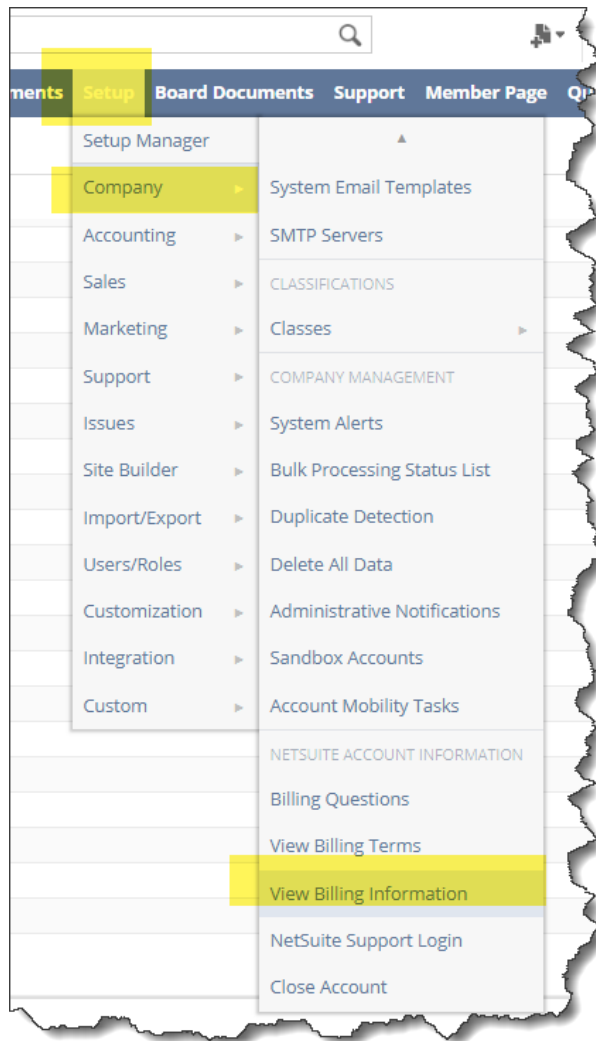 ments Setup Board Documents Support Member Page Qu
Setup Manager
Company
Accounting
Sales
Marketing
Support
Issues
Site Builder
Import/Export
Users/Roles
Customization
Integration
Custom
System Email Templates
SMTP Servers
CLASSIFICATIONS
Classes
COMPANY MANAGEMENT
System Alerts
Bulk Processing Status List
Duplicate Detection
Delete All Data
Administrative Notifications
Sandbox Accounts
Account Mobility Tasks
NETSUITE ACCOUNT INFORMATION
Billing Questions
View Billing Terms
View Billing Information
NetSuite Support Login
Close Account